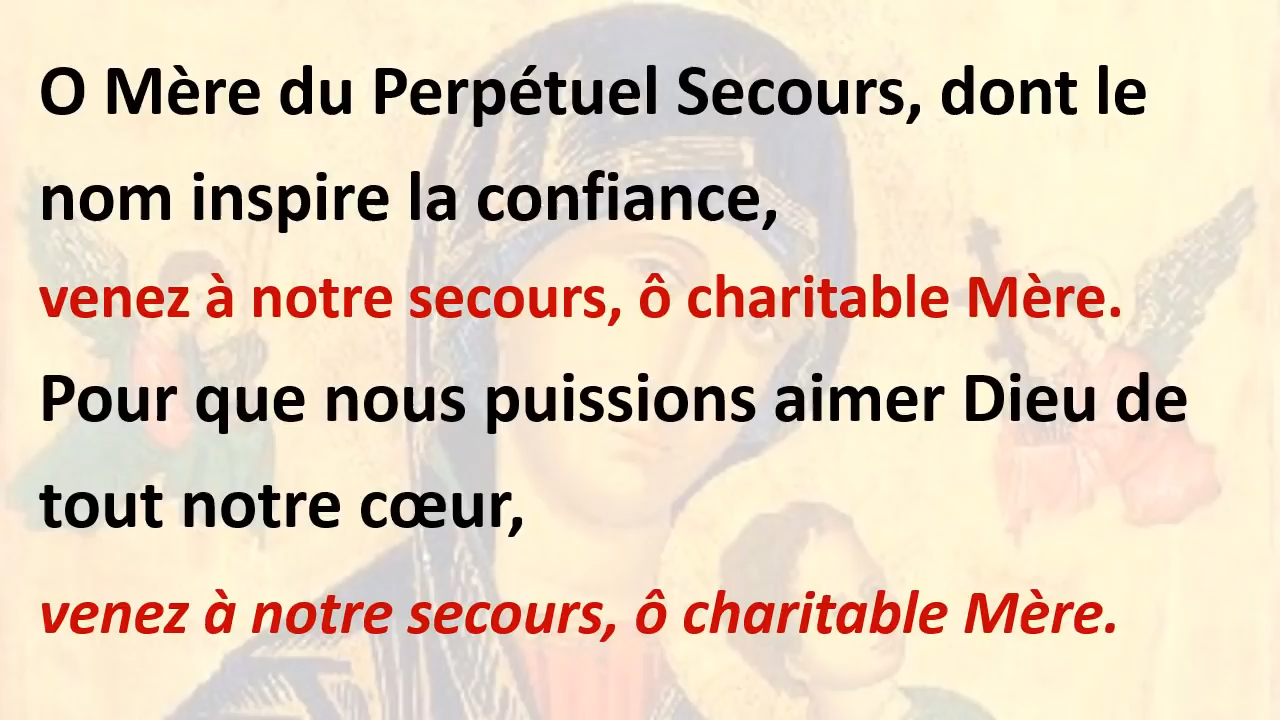 O Mère du Perpétuel Secours, dont le
nom inspire la confiance,
venez à notre secours, ô charitable Mère.
Pour que nous puissions aimer Dieu de
tout notre cœur,
venez à notre secours, ô charitable Mère.